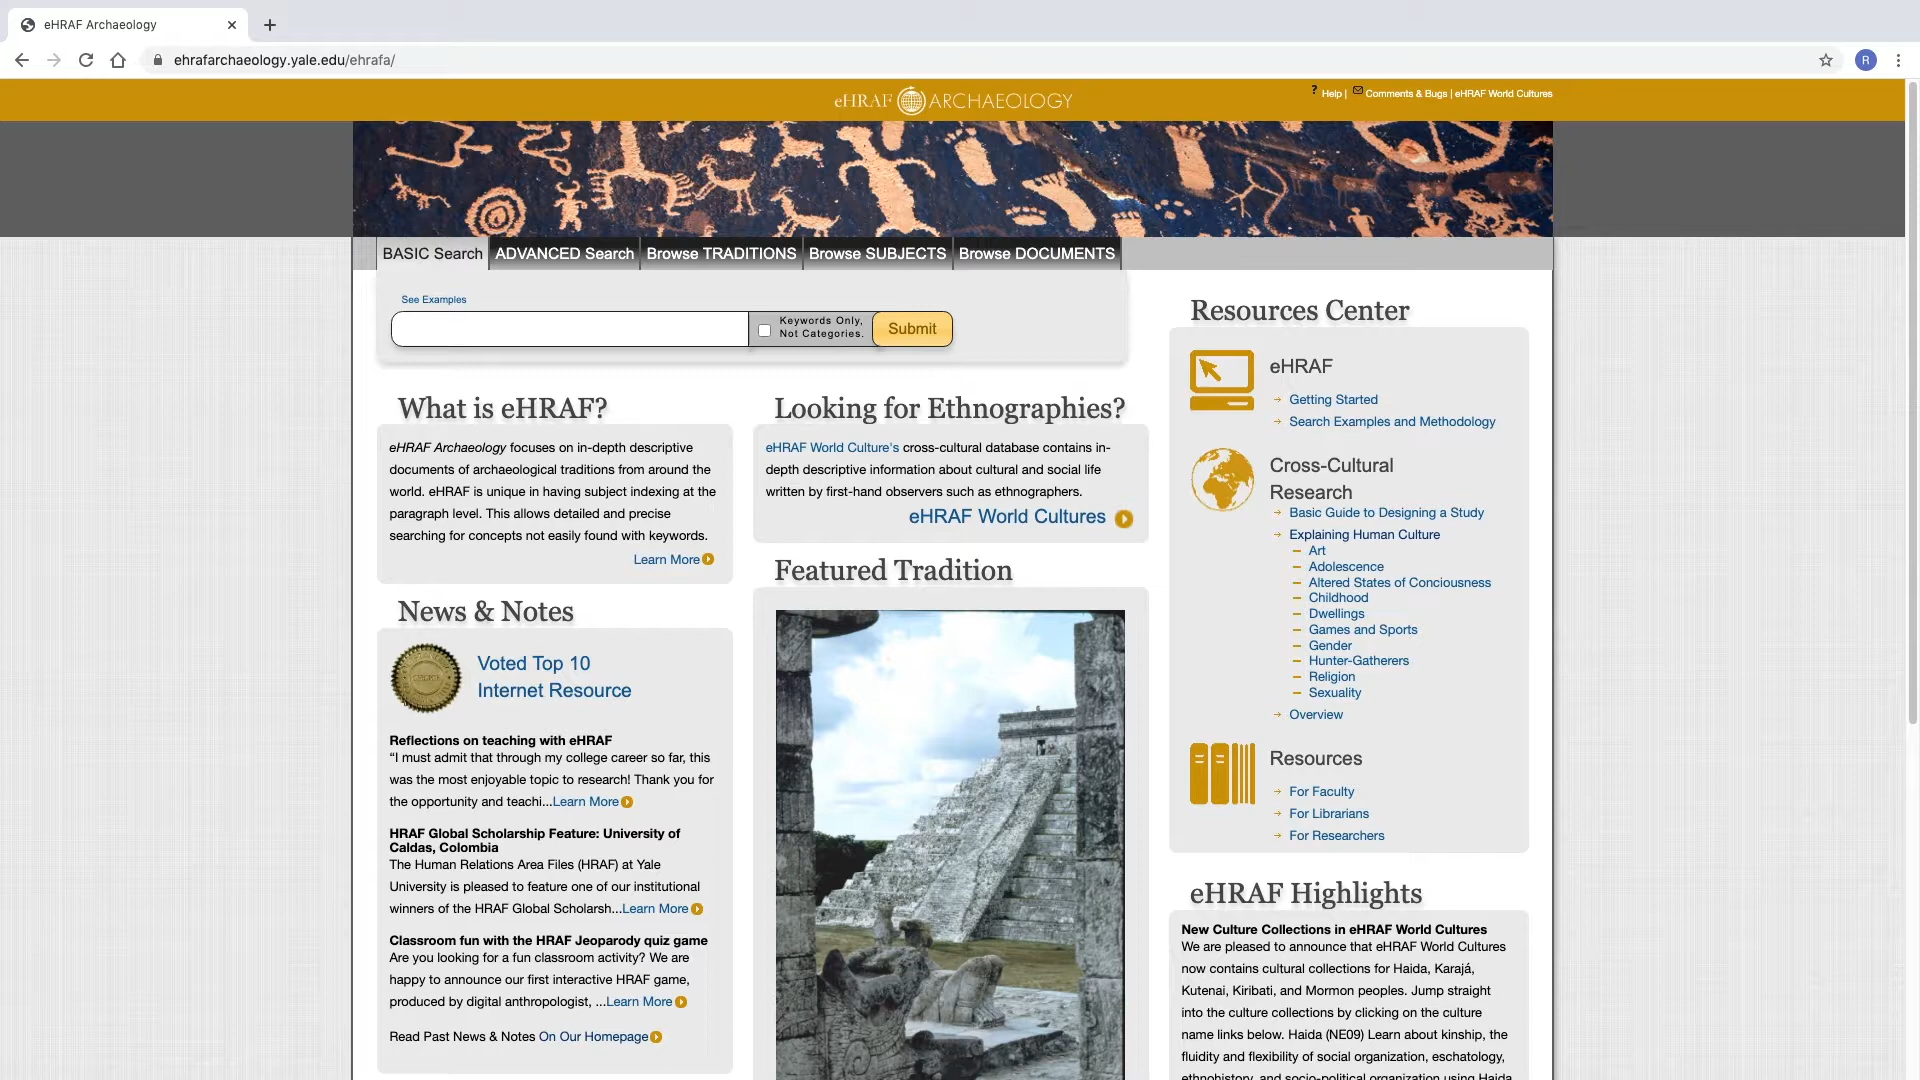 eHRAF Archaeology
ehrafarchaeology.yale.edu/ehrafa/
R
eHRAF ARCHAEOLOGY
? Help | Comments & Bugs | eHRAF World Cultures
BASIC Search ADVANCED Search Browse TRADITIONS Browse SUBJECTS Browse DOCUMENTS
See Examples
Keywords Only,
Not Categories.
Submit
What is eHRAF?
eHRAF Archaeology focuses on in-depth descriptive
documents of archaeological traditions from around the
world. eHRAF is unique in having subject indexing at the
paragraph level. This allows detailed and precise
searching for concepts not easily found with keywords.
Learn More
News & Notes
Voted Top 10
Internet Resource
Reflections on teaching with eHRAF
“I must admit that through my college career so far, this
was the most enjoyable topic to research! Thank you for
the opportunity and teachi...Learn More
HRAF Global Scholarship Feature: University of
Caldas, Colombia
The Human Relations Area Files (HRAF) at Yale
University is pleased to feature one of our institutional
winners of the HRAF Global Scholarsh...Learn More
Classroom fun with the HRAF Jeoparody quiz game
Are you looking for a fun classroom activity? We are
happy to announce our first interactive HRAF game,
produced by digital anthropologist, ...Learn More
Read Past News & Notes On Our Homepage
Looking for Ethnographies?
eHRAF World Culture's cross-cultural database contains in-
depth descriptive information about cultural and social life
written by first-hand observers such as ethnographers.
eHRAF World Cultures
Featured Tradition
Resources Center
eHRAF
Getting Started
Search Examples and Methodology
Cross-Cultural
Research
Basic Guide to Designing a Study
Explaining Human Culture
Art
Adolescence
Altered States of Conciousness
Childhood
Dwellings
Games and Sports
Gender
Hunter-Gatherers
Religion
Sexuality
Overview
Resources
For Faculty
For Librarians
For Researchers
eHRAF Highlights
New Culture Collections in eHRAF World Cultures
We are pleased to announce that eHRAF World Cultures
now contains cultural collections for Haida, Karajá,
Kutenai, Kiribati, and Mormon peoples. Jump straight
into the culture collections by clicking on the culture
name links below. Haida (NE09) Learn about kinship, the
fluidity and flexibility of social organization, eschatology,
ethnohistory, and socio-political organization using Haida